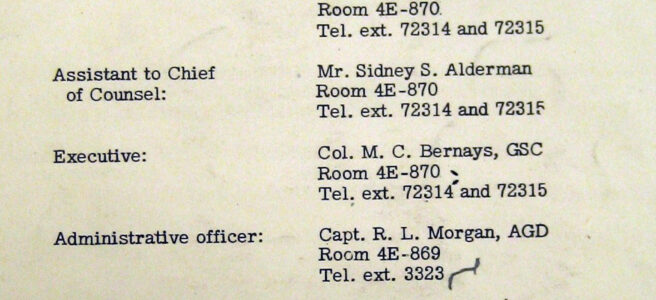 Room 4E-870
Tel. ext. 72314 and 72315
Assistant to Chief Mr. Sidney S. Alderman
of Counsel: Room 4E-870
Tel. ext. 72314 and 72315
Executive: Col. M. C. Bernays, GSC
Room 4E-870
Tel. ext. 72314 and 72315
Administrative officer: Capt. R. L. Morgan, AGD
Room 4E-869
Tel. ext. 3323